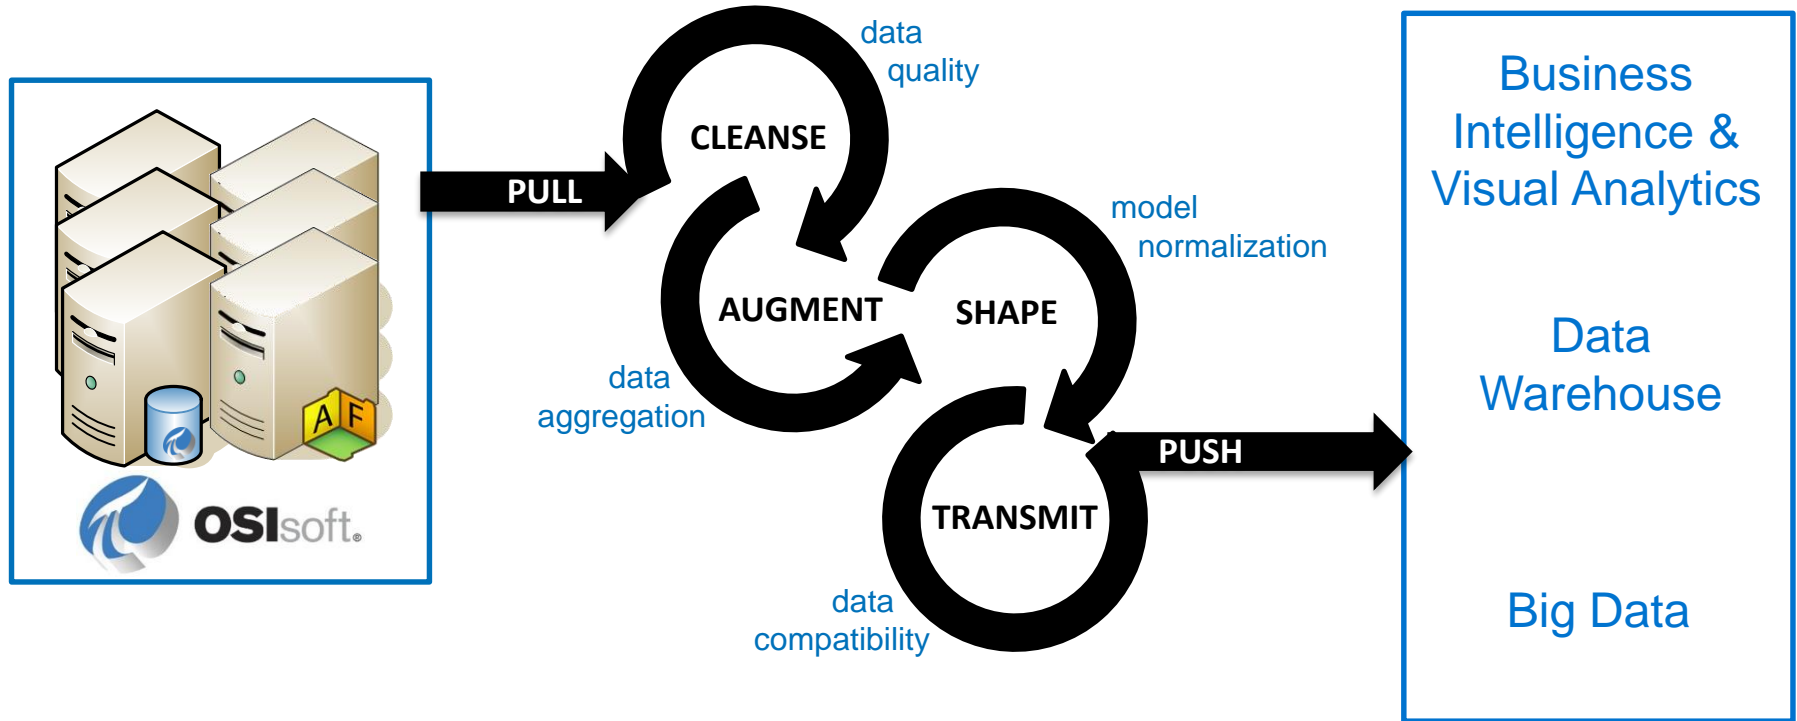 A F
OSIsoft®
PULL
CLEANSE
data
quality
AUGMENT
data
aggregation
SHAPE
model
normalization
TRANSMIT
data
compatibility
PUSH
Business
Intelligence &
Visual Analytics
Data
Warehouse
Big Data